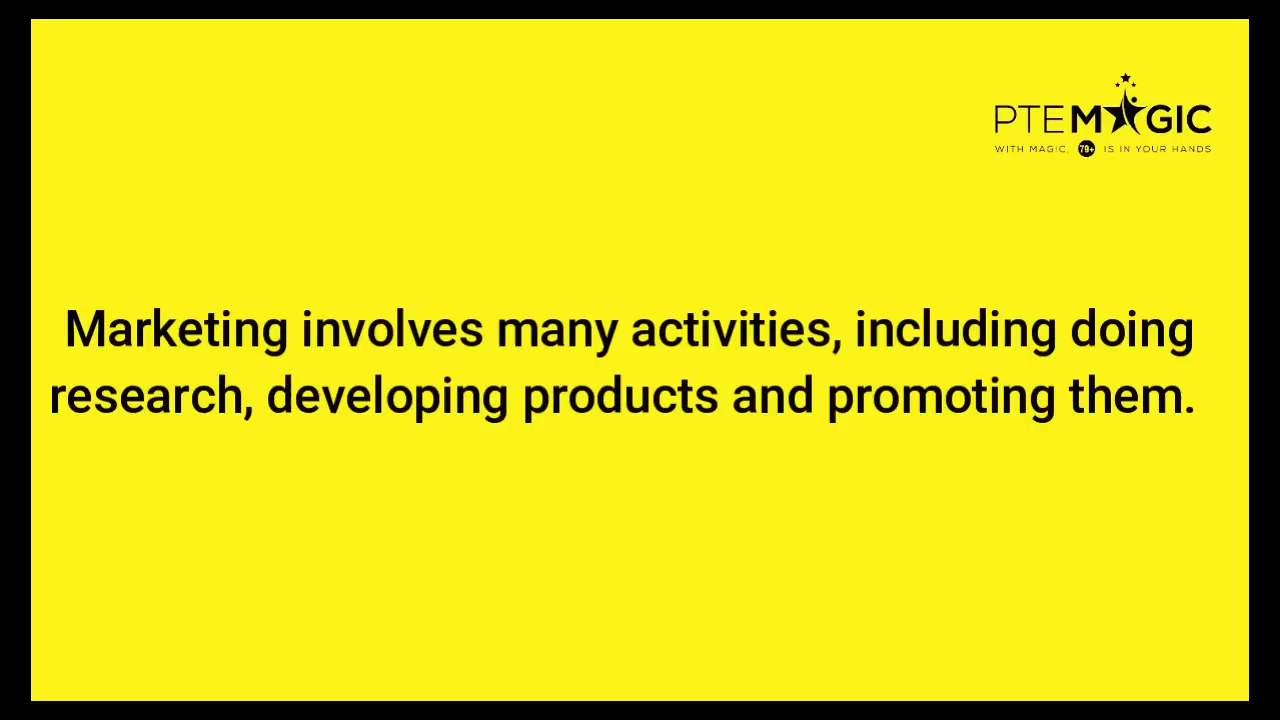 PTEMAGIC
WITH MAGIC, 79+ IS IN YOUR HANDS
Marketing involves many activities, including doing
research, developing products and promoting them.